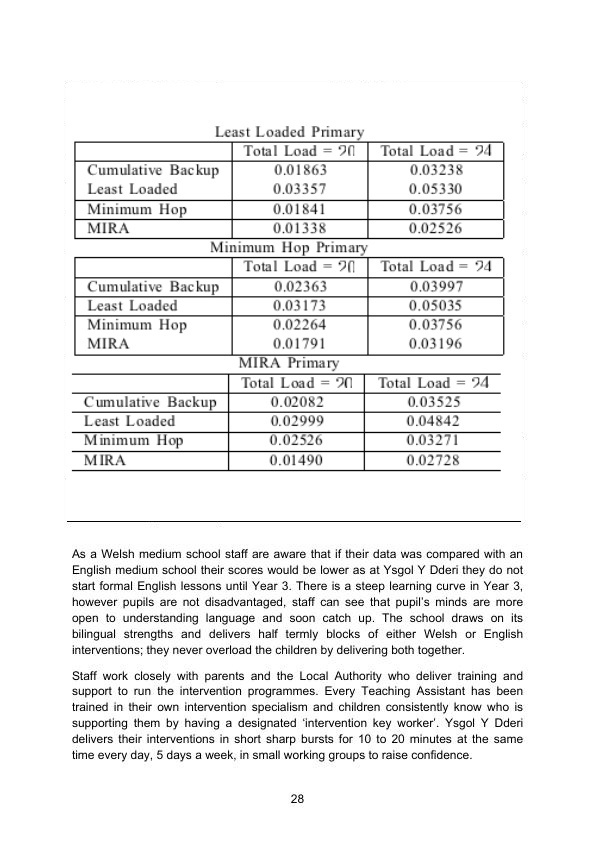 Least Loaded Primary
Total Load = 20 Total Load = 24
Cumulative Backup 0.01863 0.03238
Least Loaded 0.03357 0.05330
Minimum Hop 0.01841 0.03756
MIRA 0.01338 0.02526
Minimum Hop Primary
Total Load = 20 Total Load = 24
Cumulative Backup 0.02363 0.03997
Least Loaded 0.03173 0.05035
Minimum Hop 0.02264 0.03756
MIRA 0.01791 0.03196
MIRA Primary
Total Load = 20 Total Load = 24
Cumulative Backup 0.02082 0.03525
Least Loaded 0.02999 0.04842
Minimum Hop 0.02526 0.03271
MIRA 0.01490 0.02728
As a Welsh medium school staff are aware that if their data was compared with an
English medium school their scores would be lower as at Ysgol Y Dderi they do not
start formal English lessons until Year 3. There is a steep learning curve in Year 3,
however pupils are not disadvantaged, staff can see that pupil's minds are more
open to understanding language and soon catch up. The school draws on its
bilingual strengths and delivers half termly blocks of either Welsh or English
interventions; they never overload the children by delivering both together.
Staff work closely with parents and the Local Authority who deliver training and
support to run the intervention programmes. Every Teaching Assistant has been
trained in their own intervention specialism and children consistently know who is
supporting them by having a designated ‘intervention key worker’. Ysgol Y Dderi
delivers their interventions in short sharp bursts for 10 to 20 minutes at the same
time every day, 5 days a week, in small working groups to raise confidence.
28